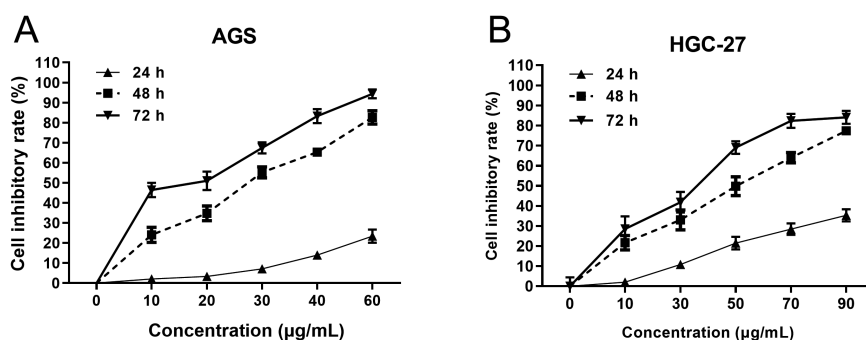 A
AGS
24 h
48 h
72 h
Cell inhibitory rate (%)
110
100
90
80
70
60
50
40
30
20
10
0
0 10 20 30 40 60
Concentration (μg/mL)
B
HGC-27
24 h
48 h
72 h
Cell inhibitory rate (%)
110
100
90
80
70
60
50
40
30
20
10
0
0 10 30 50 70 90
Concentration (μg/mL)